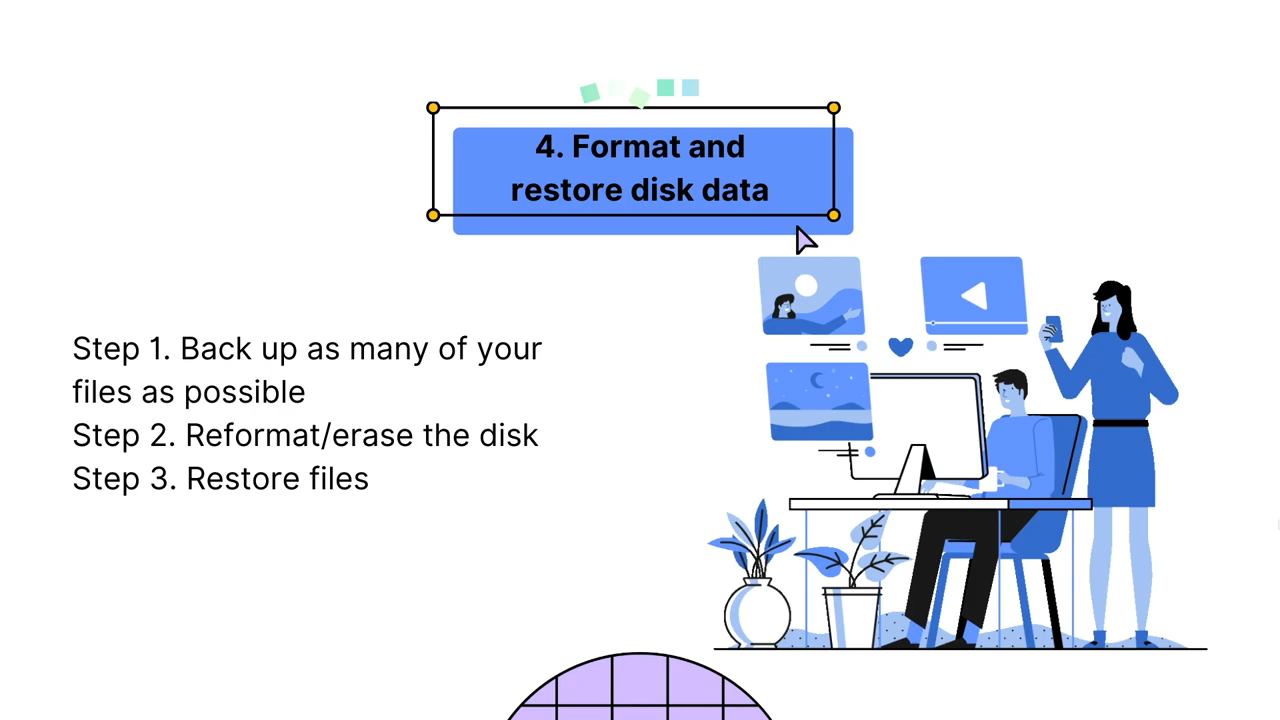 4. Format and
restore disk data
Step 1. Back up as many of your
files as possible
Step 2. Reformat/erase the disk
Step 3. Restore files